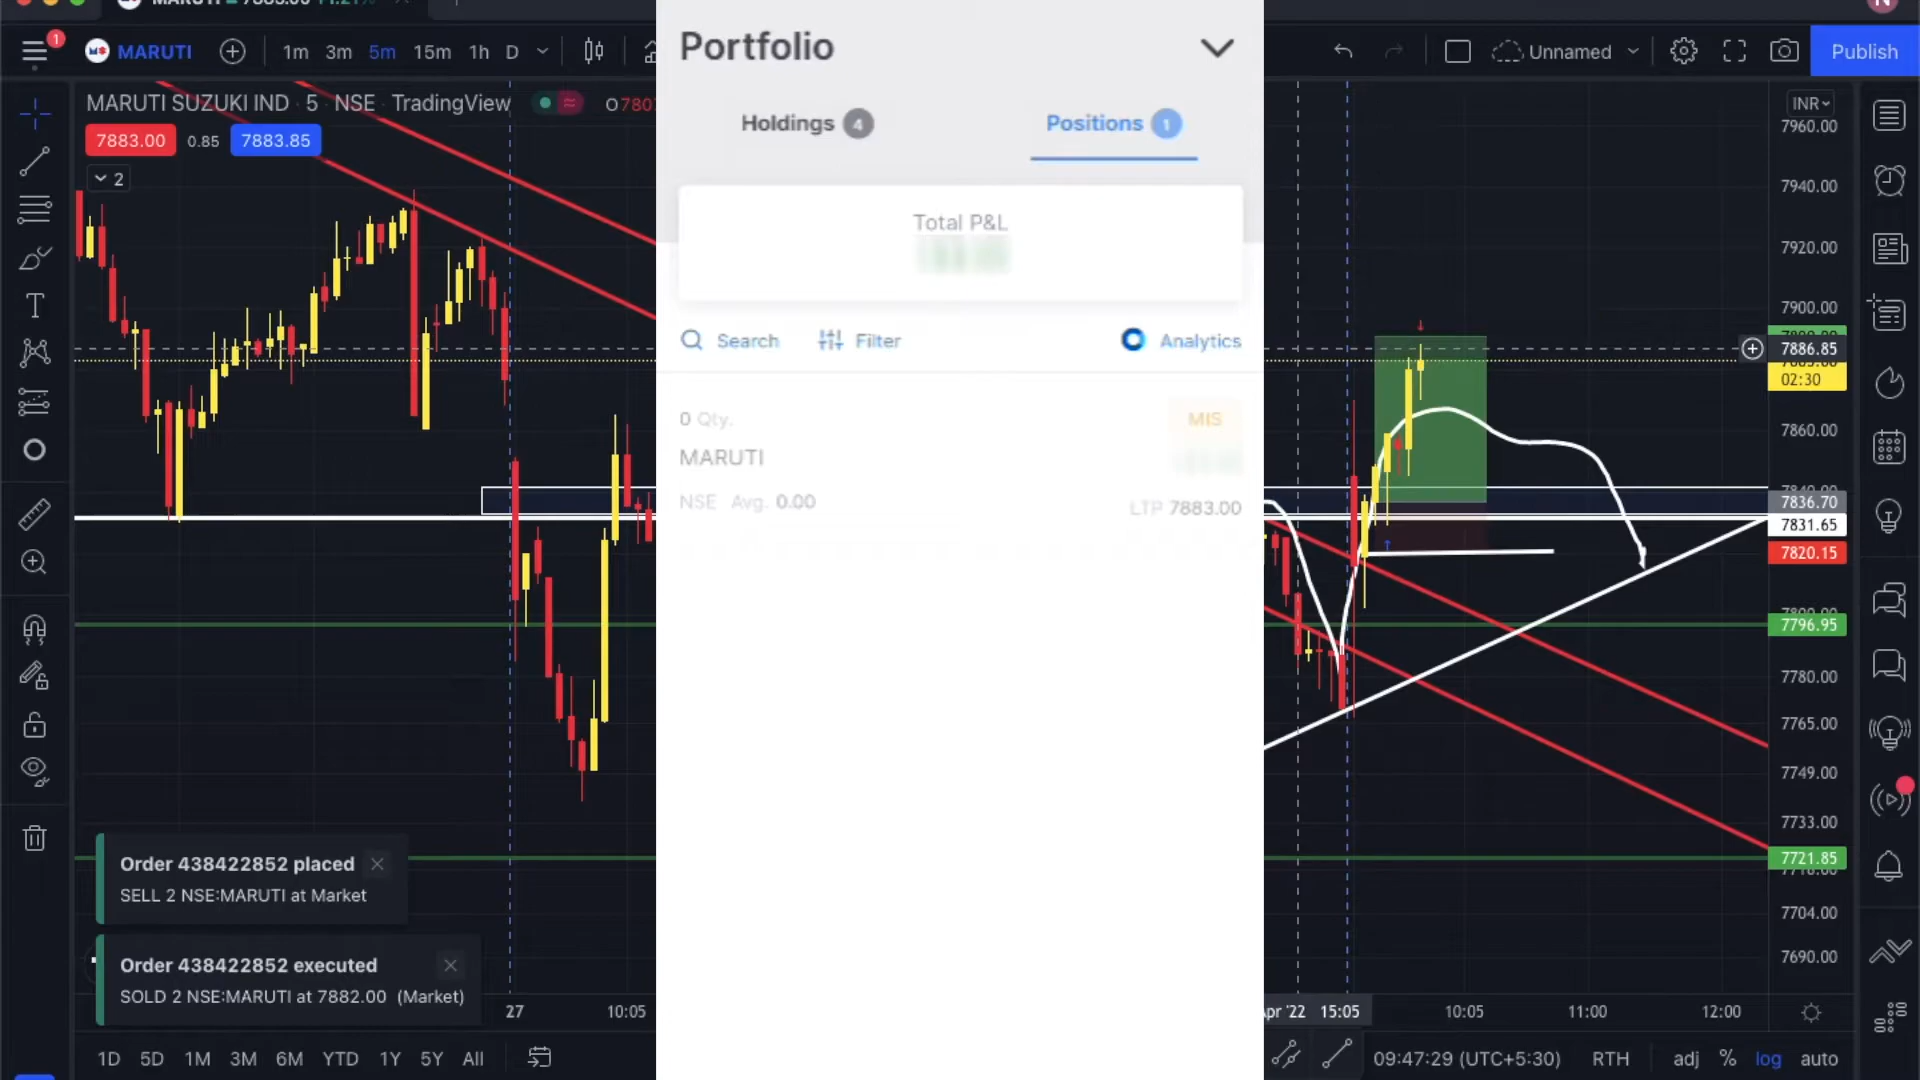 1
MARUTI
1m 3m 5m 15m 1h D
MARUTI SUZUKI IND · 5 · NSE · TradingView
7883.00 0.85 7883.85
2
Portfolio
Holdings 4
Positions 1
Total P&L
Search Filter Analytics
0 Qty. MIS
MARUTI
NSE Avg. 0.00 LTP 7883.00
Unnamed Publish
INR
7960.00
7940.00
7920.00
7900.00
7886.85
02:30
7860.00
7836.70
7831.65
7820.15
7796.95
7780.00
7765.00
7749.00
7733.00
7721.85
7704.00
7690.00
Order 438422852 placed
SELL 2 NSE:MARUTI at Market
Order 438422852 executed
SOLD 2 NSE:MARUTI at 7882.00 (Market)
27 10:05
Apr '22 15:05 10:05 11:00 12:00
1D 5D 1M 3M 6M YTD 1Y 5Y All
09:47:29 (UTC+5:30) RTH adj % log auto